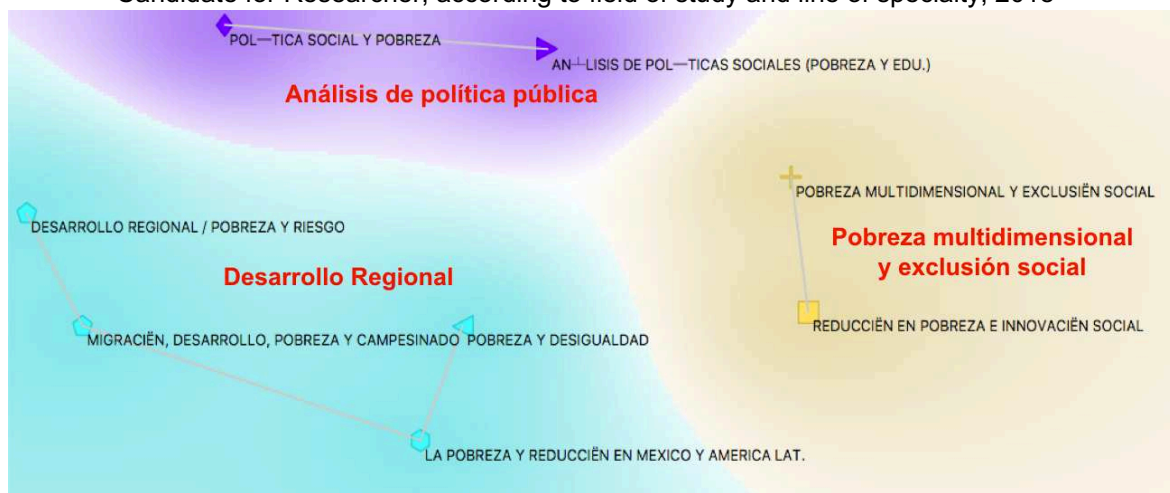 Candidate for Researcher, according to field of study and line of specialty, 2018
POL—TICA SOCIAL Y POBREZA
AN┴LISIS DE POL—TICAS SOCIALES (POBREZA Y EDU.)
Análisis de política pública
POBREZA MULTIDIMENSIONAL Y EXCLUSIËN SOCIAL
DESARROLLO REGIONAL / POBREZA Y RIESGO
Pobreza multidimensional
y exclusión social
Desarrollo Regional
REDUCCIËN EN POBREZA E INNOVACIËN SOCIAL
MIGRACIËN, DESARROLLO, POBREZA Y CAMPESINADO
POBREZA Y DESIGUALDAD
LA POBREZA Y REDUCCIËN EN MEXICO Y AMERICA LAT.